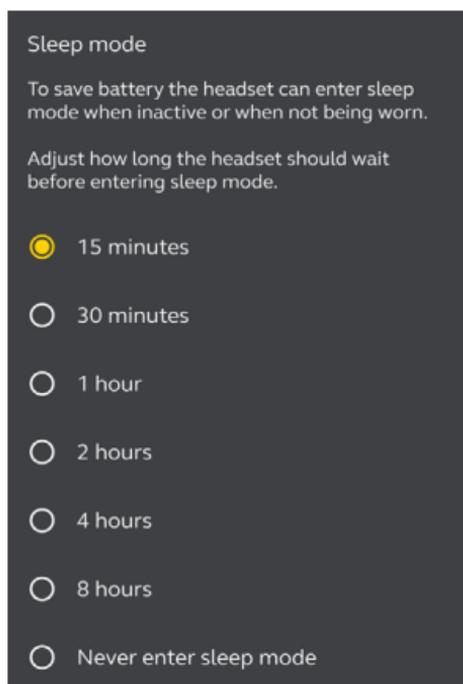 Sleep mode
To save battery the headset can enter sleep
mode when inactive or when not being worn.
Adjust how long the headset should wait
before entering sleep mode.
15 minutes
30 minutes
1 hour
2 hours
4 hours
8 hours
Never enter sleep mode